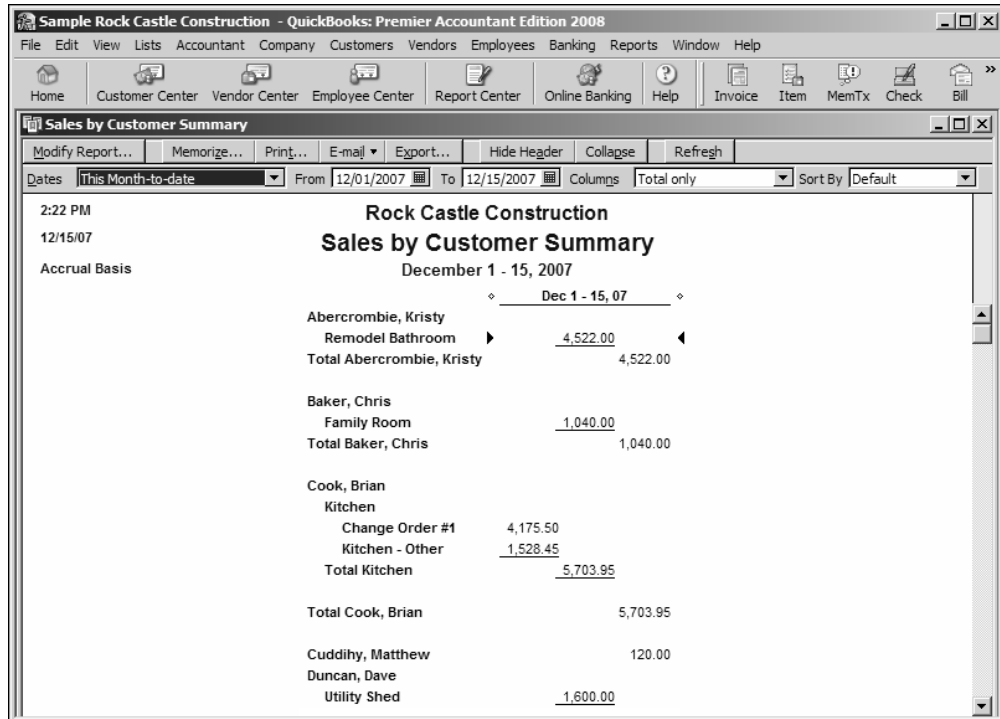 Sample Rock Castle Construction - QuickBooks: Premier Accountant Edition 2008
File Edit View Lists Accountant Company Customers Vendors Employees Banking Reports Window Help
Home Customer Center Vendor Center Employee Center Report Center Online Banking Help Invoice Item MemTx Check Bill »
Sales by Customer Summary
Modify Report... Memorize... Print... E-mail Export... Hide Header Collapse Refresh
Dates This Month-to-date From 12/01/2007 To 12/15/2007 Columns Total only Sort By Default
2:22 PM
Rock Castle Construction
12/15/07
Sales by Customer Summary
Accrual Basis
December 1 - 15, 2007
Dec 1 - 15, 07
Abercrombie, Kristy
Remodel Bathroom 4,522.00
Total Abercrombie, Kristy 4,522.00
Baker, Chris
Family Room 1,040.00
Total Baker, Chris 1,040.00
Cook, Brian
Kitchen
Change Order #1 4,175.50
Kitchen - Other 1,528.45
Total Kitchen 5,703.95
Total Cook, Brian 5,703.95
Cuddihy, Matthew 120.00
Duncan, Dave
Utility Shed 1,600.00